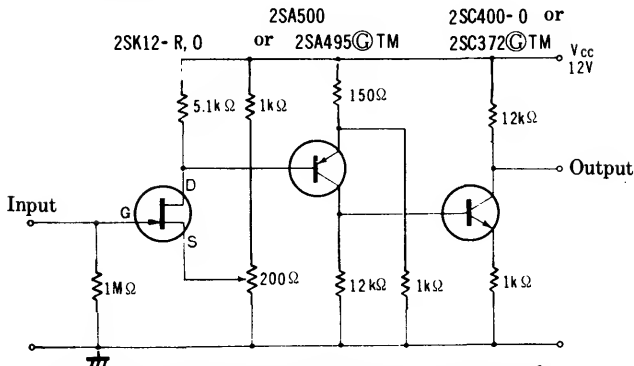 2SA500 2SC400-O or
2SK12-R, O or 2SA495ⒼTM 2SC372ⒼTM
Vcc
12V
5.1kΩ 1kΩ 150Ω 12kΩ
Output
D
Input G
S
1MΩ 200Ω 12kΩ 1kΩ 1kΩ